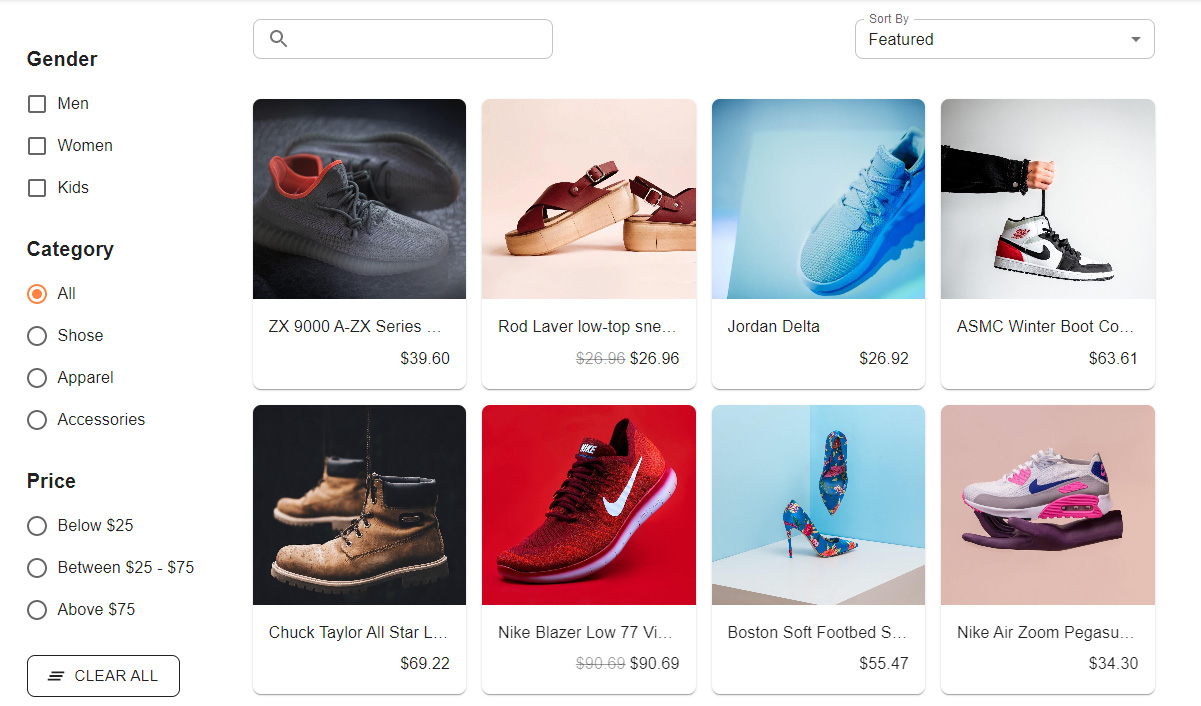 Gender
Men
Women
Kids
Category
All
Shose
Apparel
Accessories
Price
Below $25
Between $25 - $75
Above $75
CLEAR ALL
Sort By
Featured
ZX 9000 A-ZX Series ...
$39.60
Rod Laver low-top sne...
$26.96 $26.96
Jordan Delta
$26.92
ASMC Winter Boot Co...
$63.61
Chuck Taylor All Star L...
$69.22
NIKE
Nike Blazer Low 77 Vi...
$90.69 $90.69
Boston Soft Footbed S...
$55.47
Nike Air Zoom Pegasu...
$34.30